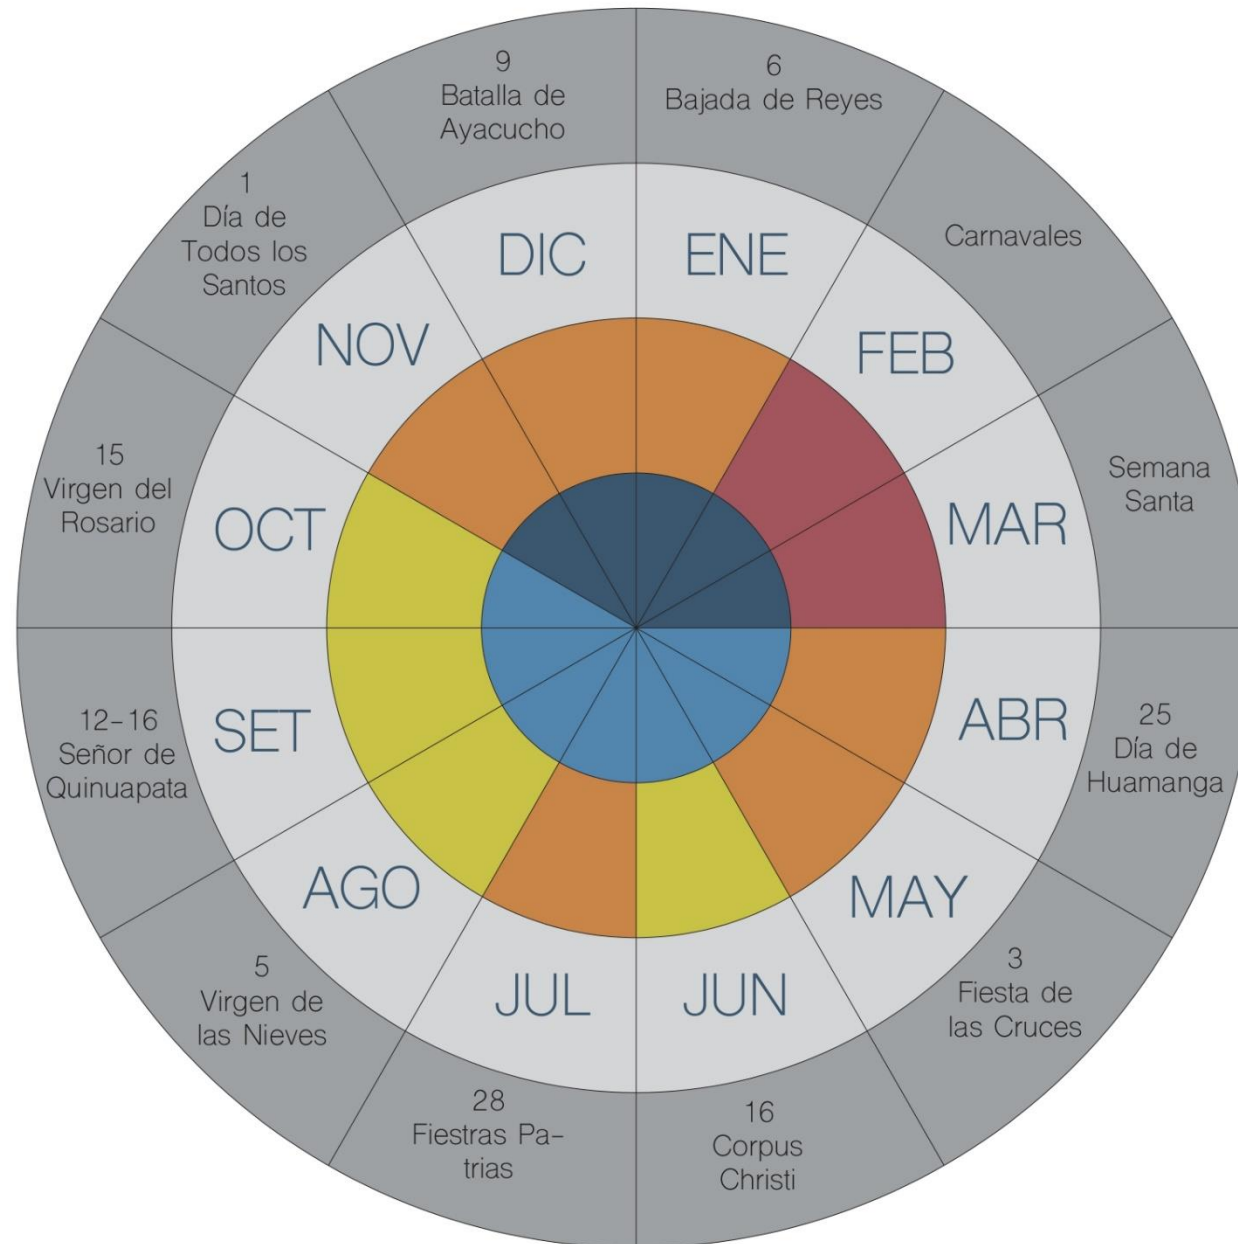 6
Bajada de Reyes
ENE
Carnavales
FEB
Semana
Santa
MAR
25
Día de
Huamanga
ABR
3
Fiesta de
las Cruces
MAY
16
Corpus
Christi
JUN
28
Fiestras Pa-
trias
JUL
5
Virgen de
las Nieves
AGO
12-16
Señor de
Quinuapata
SET
15
Virgen del
Rosario
OCT
1
Día de
Todos los
Santos
NOV
9
Batalla de
Ayacucho
DIC